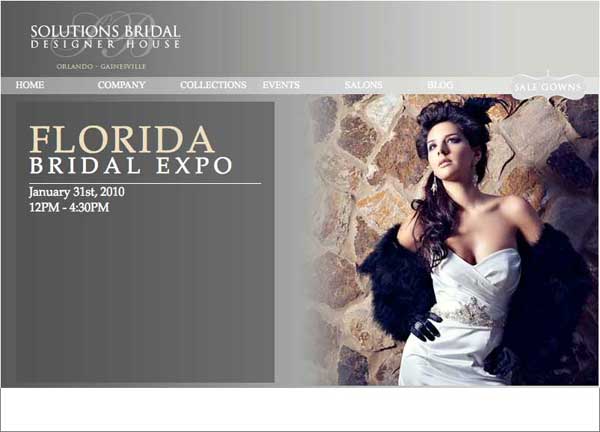 SOLUTIONS BRIDAL
DESIGNER HOUSE
ORLANDO - GAINESVILLE
HOME COMPANY COLLECTIONS EVENTS SALONS BLOG SALE GOWNS
FLORIDA
BRIDAL EXPO
January 31st, 2010
12PM - 4:30PM